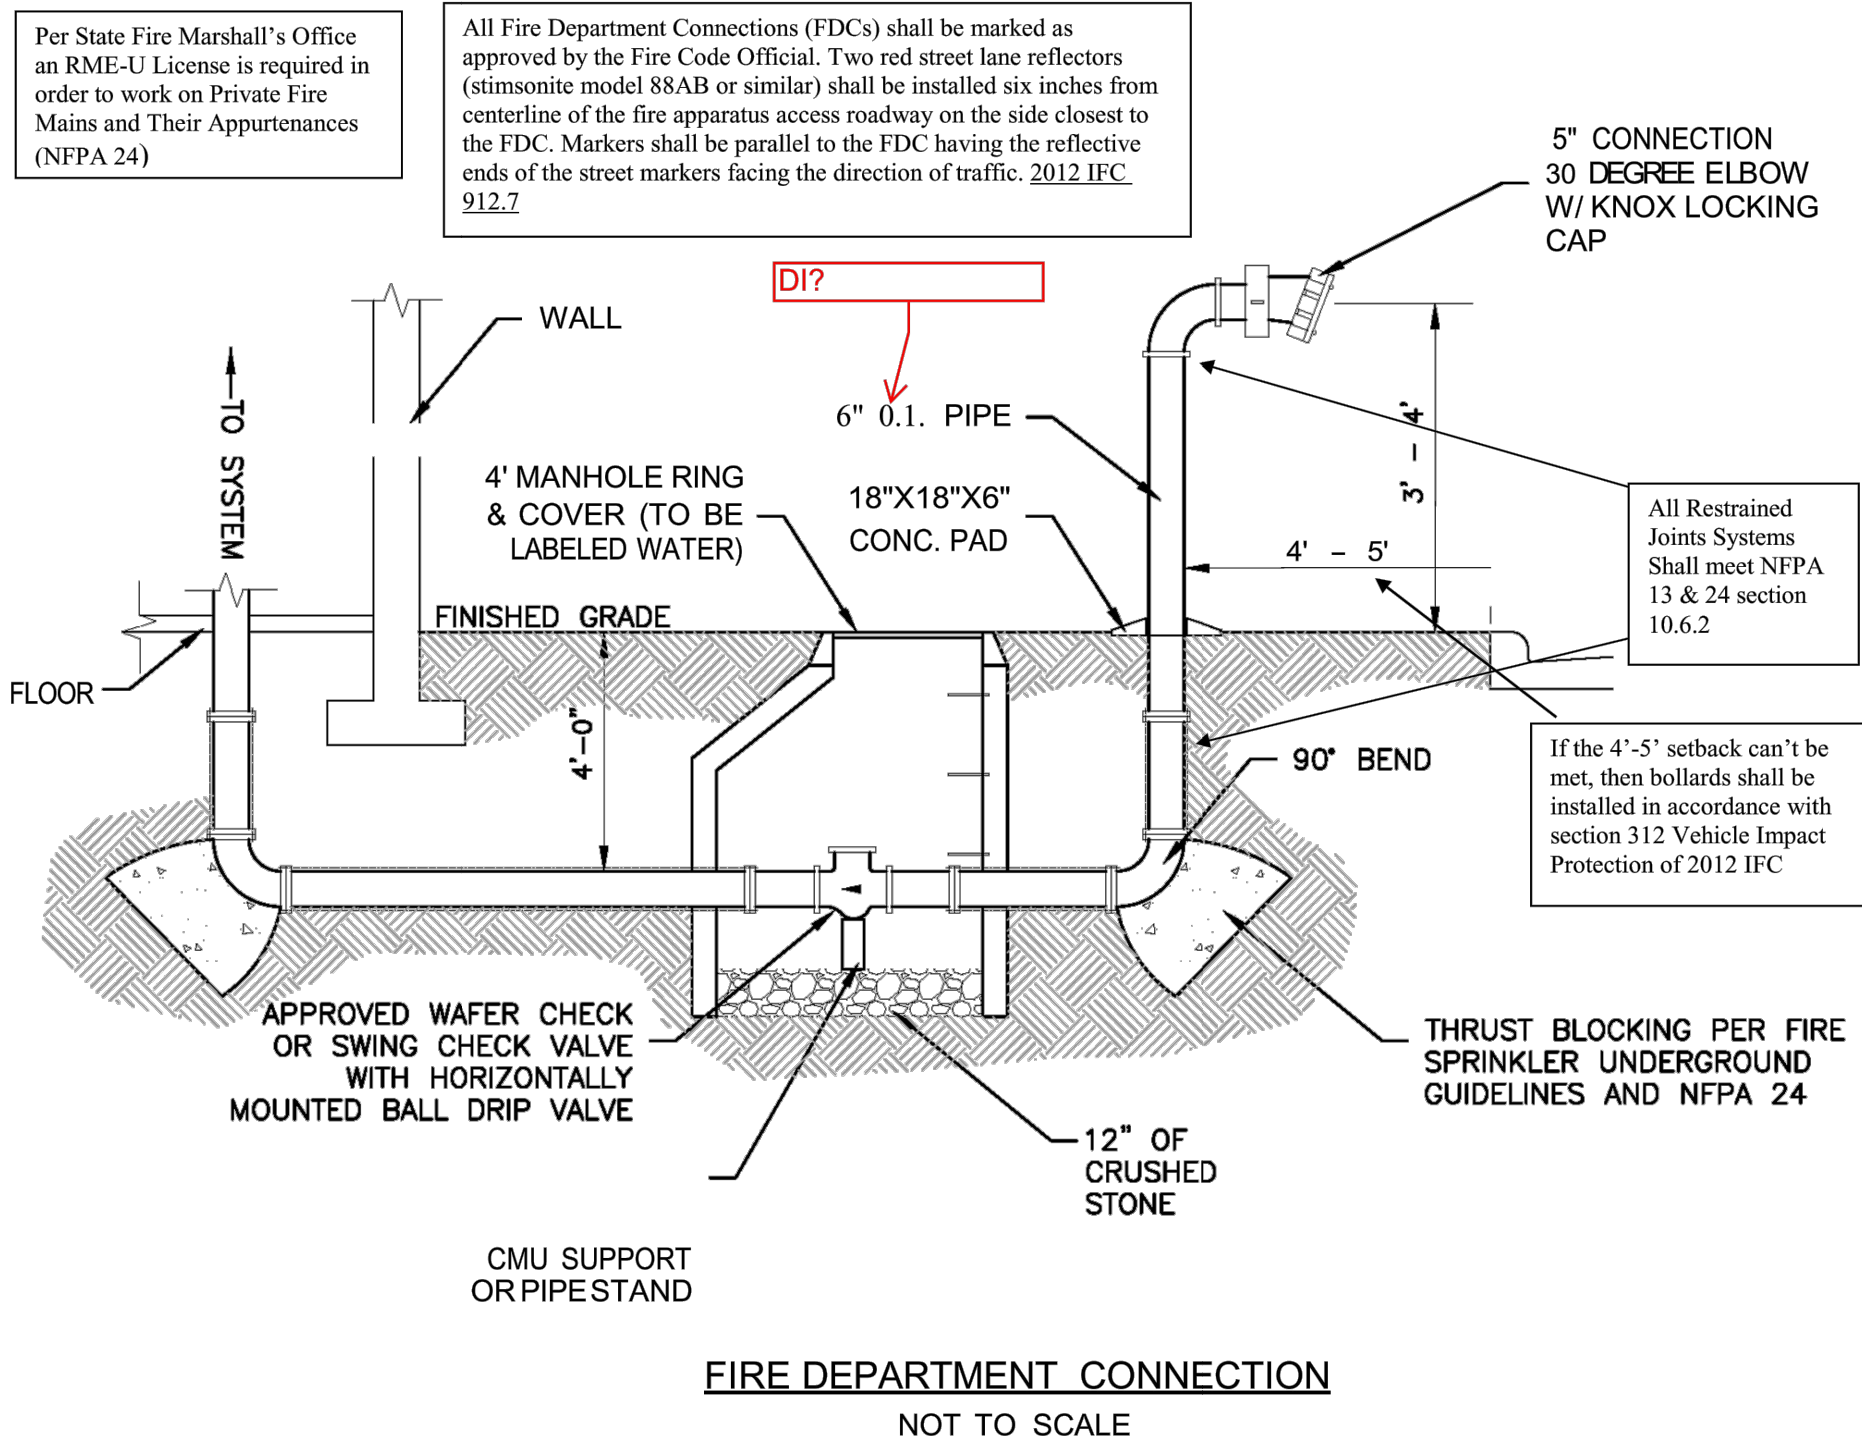 Per State Fire Marshall's Office
an RME-U License is required in
order to work on Private Fire
Mains and Their Appurtenances
(NFPA 24)
All Fire Department Connections (FDCs) shall be marked as
approved by the Fire Code Official. Two red street lane reflectors
(stimsonite model 88AB or similar) shall be installed six inches from
centerline of the fire apparatus access roadway on the side closest to
the FDC. Markers shall be parallel to the FDC having the reflective
ends of the street markers facing the direction of traffic. 2012 IFC
912.7
5" CONNECTION
30 DEGREE ELBOW
W/ KNOX LOCKING
CAP
DI?
WALL
TO SYSTEM
6" 0.1. PIPE
3' – 4'
4' MANHOLE RING
& COVER (TO BE
LABELED WATER)
18"X18"X6"
CONC. PAD
All Restrained
Joints Systems
Shall meet NFPA
13 & 24 section
10.6.2
4' – 5'
FINISHED GRADE
FLOOR
4'-0"
90° BEND
If the 4'-5' setback can't be
met, then bollards shall be
installed in accordance with
section 312 Vehicle Impact
Protection of 2012 IFC
APPROVED WAFER CHECK
OR SWING CHECK VALVE
WITH HORIZONTALLY
MOUNTED BALL DRIP VALVE
THRUST BLOCKING PER FIRE
SPRINKLER UNDERGROUND
GUIDELINES AND NFPA 24
12" OF
CRUSHED
STONE
CMU SUPPORT
OR PIPE STAND
FIRE DEPARTMENT CONNECTION
NOT TO SCALE